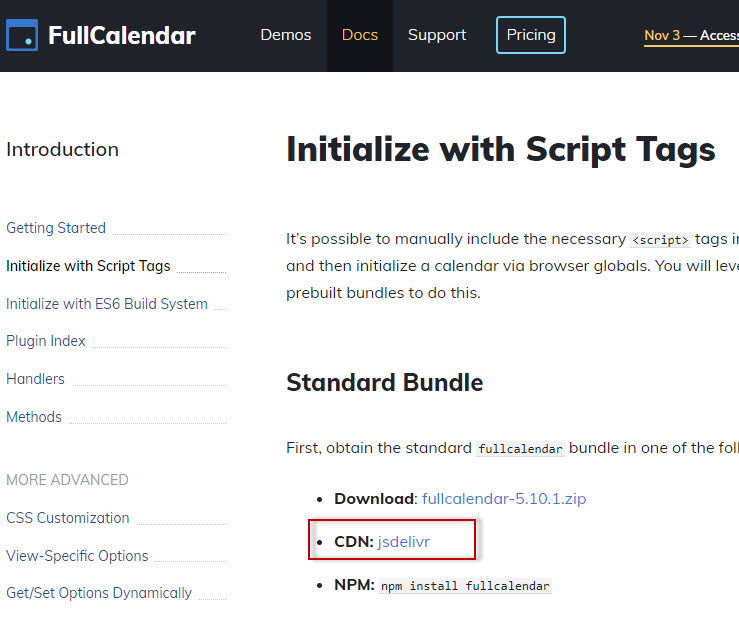 FullCalendar
Demos
Docs
Support
Pricing
Nov 3 — Access
Introduction
Getting Started
Initialize with Script Tags
Initialize with ES6 Build System
Plugin Index
Handlers
Methods
MORE ADVANCED
CSS Customization
View-Specific Options
Get/Set Options Dynamically
Initialize with Script Tags
It’s possible to manually include the necessary <script> tags i
and then initialize a calendar via browser globals. You will leve
prebuilt bundles to do this.
Standard Bundle
First, obtain the standard fullcalendar bundle in one of the foll
• Download: fullcalendar-5.10.1.zip
• CDN: jsdelivr
• NPM: npm install fullcalendar